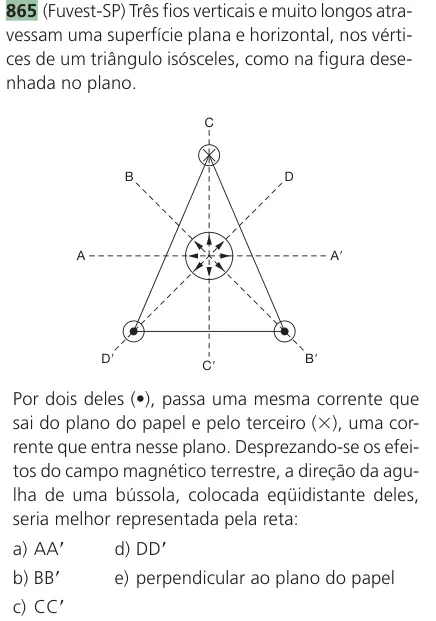 865 (Fuvest-SP) Três fios verticais e muito longos atra-
vessam uma superfície plana e horizontal, nos vérti-
ces de um triângulo isósceles, como na figura dese-
nhada no plano.
C
B
D
A
A′
D′
C′
B′
Por dois deles (•), passa uma mesma corrente que
sai do plano do papel e pelo terceiro (×), uma cor-
rente que entra nesse plano. Desprezando-se os efei-
tos do campo magnético terrestre, a direção da agu-
lha de uma bússola, colocada eqüidistante deles,
seria melhor representada pela reta:
a) AA′ d) DD′
b) BB′ e) perpendicular ao plano do papel
c) CC′